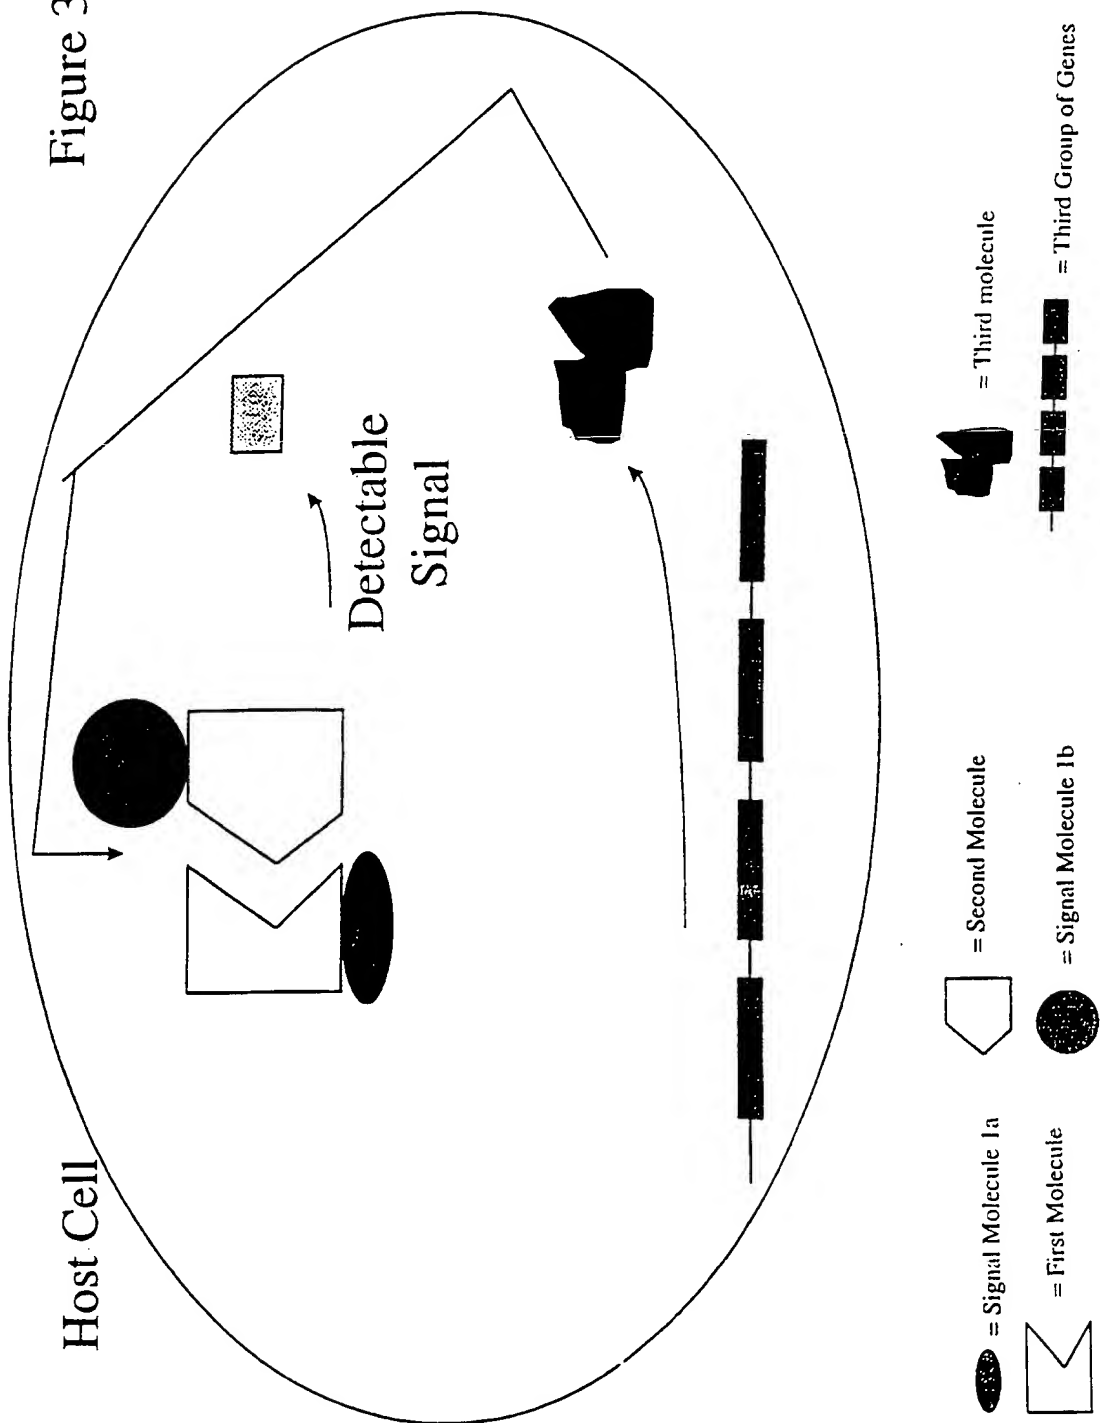 Figure 3
Host Cell
Detectable
Signal
= Signal Molecule 1a
= Second Molecule
= Third molecule
= First Molecule
= Signal Molecule 1b
= Third Group of Genes